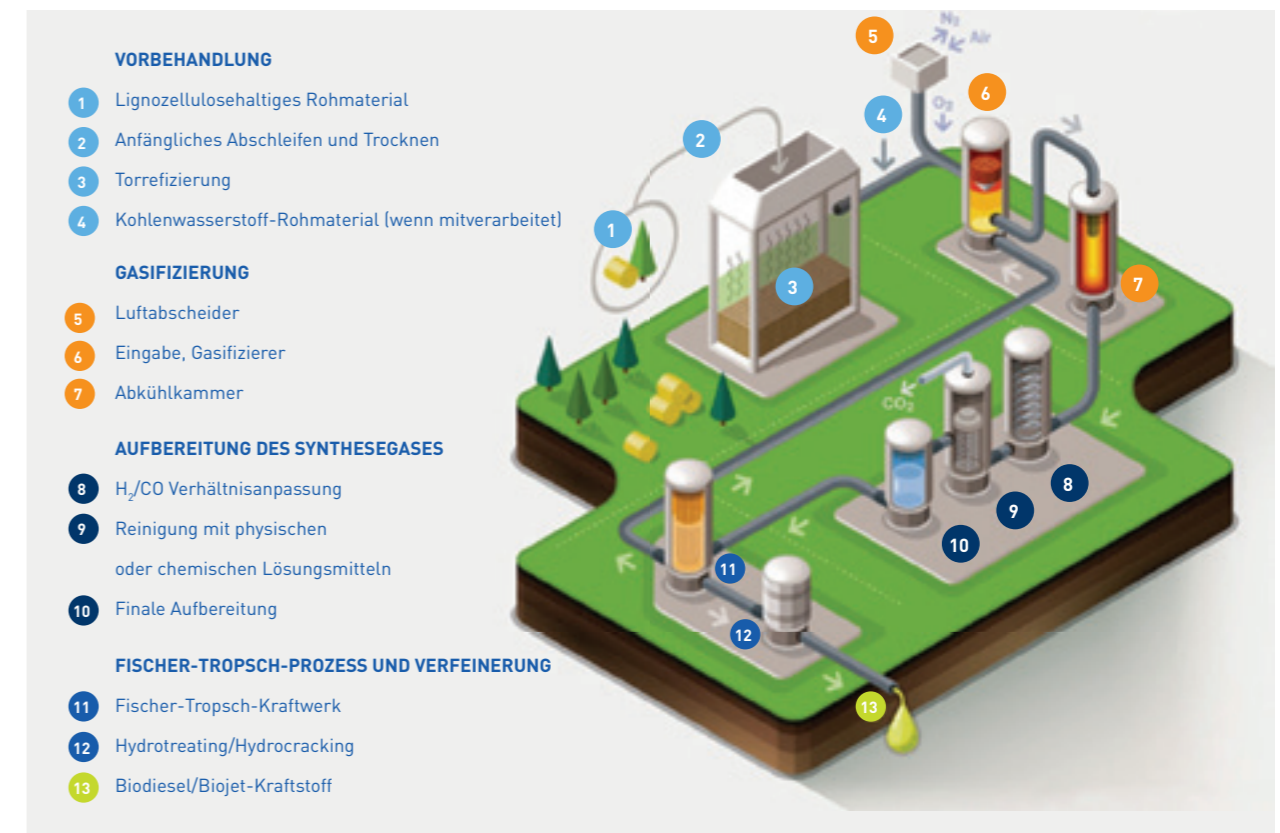 VORBEHANDLUNG
1 Lignozellulosehaltiges Rohmaterial
2 Anfängliches Abschleifen und Trocknen
3 Torrefizierung
4 Kohlenwasserstoff-Rohmaterial (wenn mitverarbeitet)
GASIFIZIERUNG
5 Luftabscheider
6 Eingabe, Gasifizierer
7 Abkühlkammer
AUFBEREITUNG DES SYNTHESEGASES
8 H₂/CO Verhältnisanpassung
9 Reinigung mit physischen
oder chemischen Lösungsmitteln
10 Finale Aufbereitung
FISCHER-TROPSCH-PROZESS UND VERFEINERUNG
11 Fischer-Tropsch-Kraftwerk
12 Hydrotreating/Hydrocracking
13 Biodiesel/Biojet-Kraftstoff
N₂
5
Air
6
O₂
4
2
1
3
7
CO₂
8
9
10
11
12
13